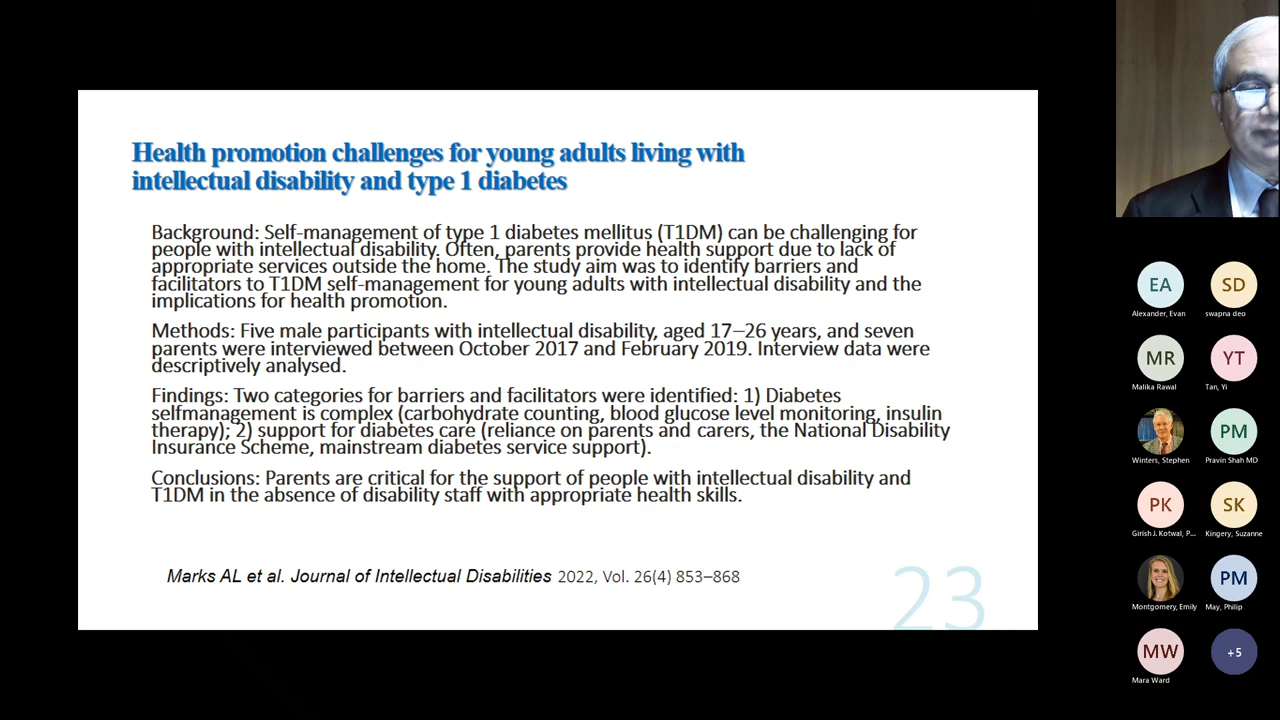 Health promotion challenges for young adults living with
intellectual disability and type 1 diabetes
Background: Self-management of type 1 diabetes mellitus (T1DM) can be challenging for
people with intellectual disability. Often, parents provide health support due to lack of
appropriate services outside the home. The study aim was to identify barriers and
facilitators to T1DM self-management for young adults with intellectual disability and the
implications for health promotion.
Methods: Five male participants with intellectual disability, aged 17–26 years, and seven
parents were interviewed between October 2017 and February 2019. Interview data were
descriptively analysed.
Findings: Two categories for barriers and facilitators were identified: 1) Diabetes
selfmanagement is complex (carbohydrate counting, blood glucose level monitoring, insulin
therapy); 2) support for diabetes care (reliance on parents and carers, the National Disability
Insurance Scheme, mainstream diabetes service support).
Conclusions: Parents are critical for the support of people with intellectual disability and
T1DM in the absence of disability staff with appropriate health skills.
Marks AL et al. Journal of Intellectual Disabilities 2022, Vol. 26(4) 853–868
23
EA SD
Alexander, Evan swapna deo
MR YT
Malika Rawal Tan, Yi
PM
Winters, Stephen Pravin Shah MD
PK SK
Girish J. Kotwal, P... Kingery, Suzanne
PM
Montgomery, Emily May, Philip
MW +5
Mara Ward